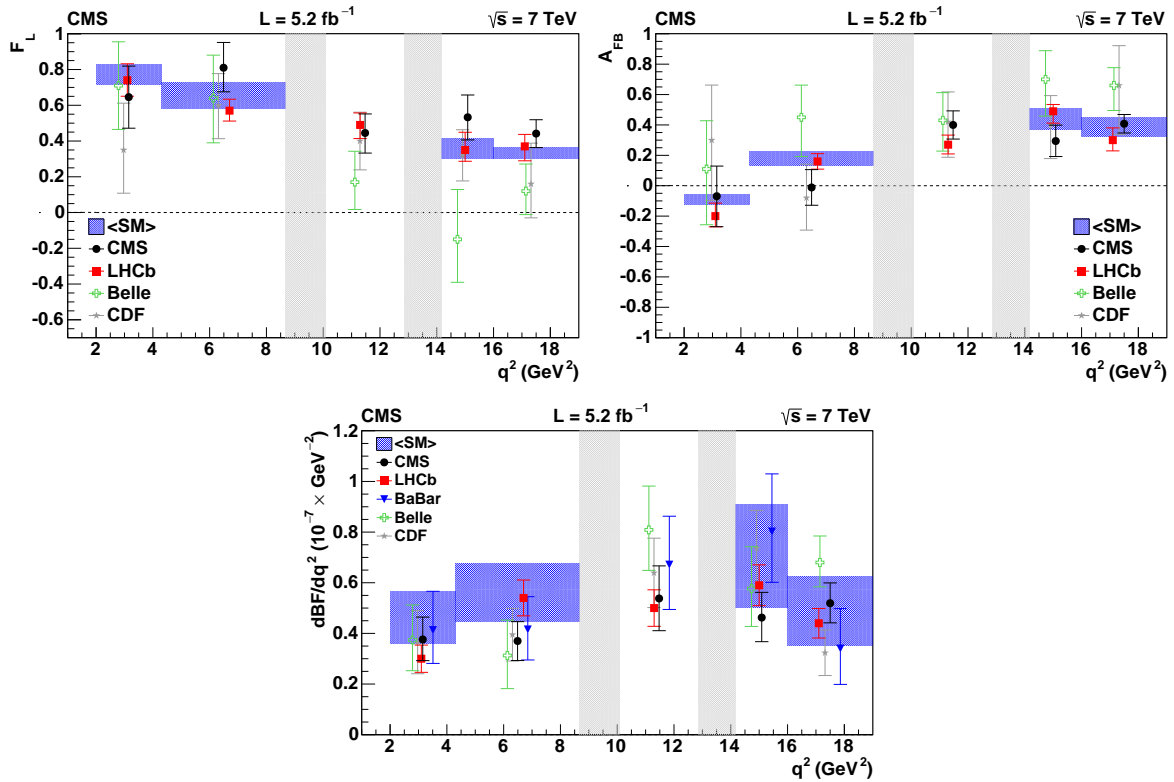 CMS L = 5.2 fb⁻¹ √s = 7 TeV
F_L
1
0.8
0.6
0.4
0.2
0
-0.2
-0.4
-0.6
<SM>
CMS
LHCb
Belle
CDF
2 4 6 8 10 12 14 16 18
q² (GeV²)
CMS L = 5.2 fb⁻¹ √s = 7 TeV
A_FB
1
0.8
0.6
0.4
0.2
0
-0.2
-0.4
-0.6
-0.8
-1
<SM>
CMS
LHCb
Belle
CDF
2 4 6 8 10 12 14 16 18
q² (GeV²)
CMS L = 5.2 fb⁻¹ √s = 7 TeV
dBF/dq² (10⁻⁷ × GeV⁻²)
1.2
1
0.8
0.6
0.4
0.2
0
<SM>
CMS
LHCb
BaBar
Belle
CDF
2 4 6 8 10 12 14 16 18
q² (GeV²)